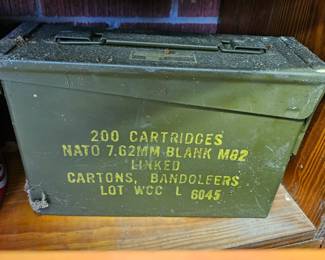 200 CARTRIDGES
NATO 7.62MM BLANK M82
LINKED
CARTONS, BANDOLEERS
LOT WCC L 6045